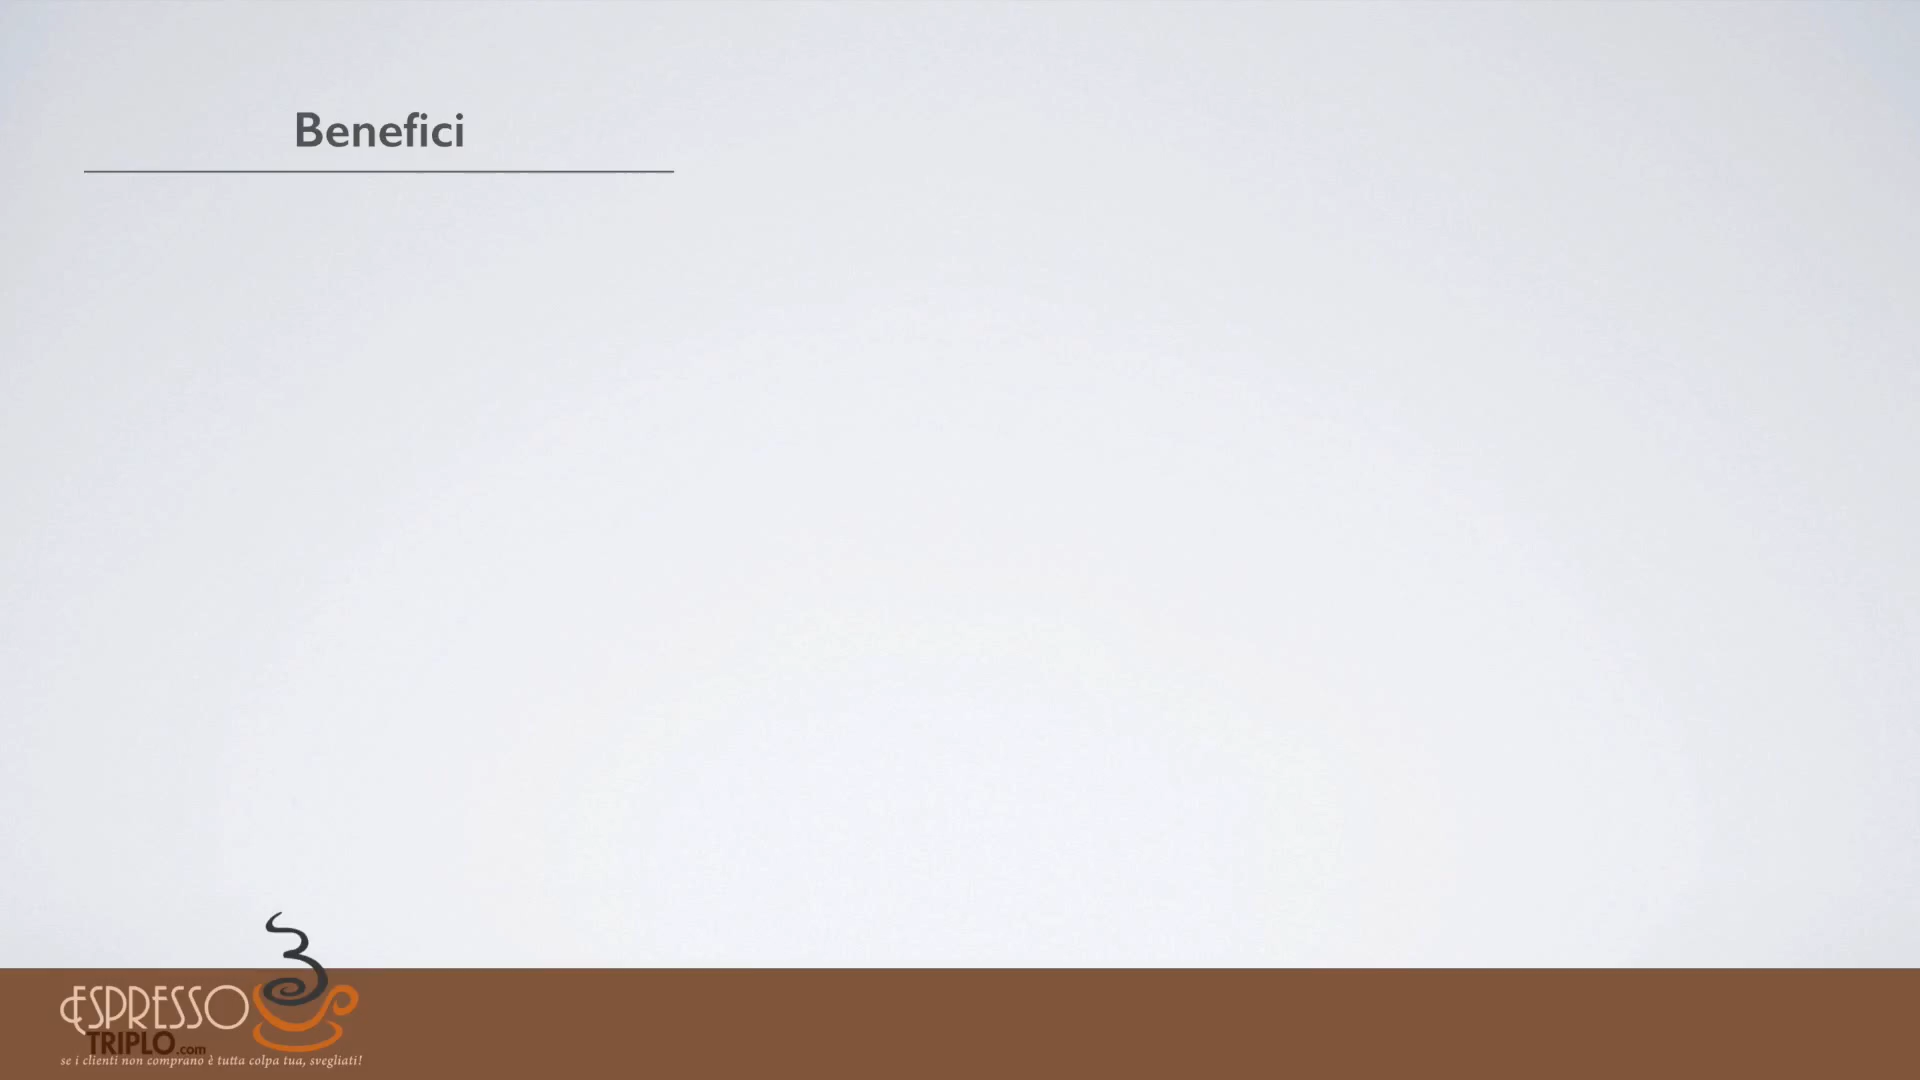 Benefici
ESPRESSO
TRIPLO.com
se i clienti non comprano è tutta colpa tua, svegliati!